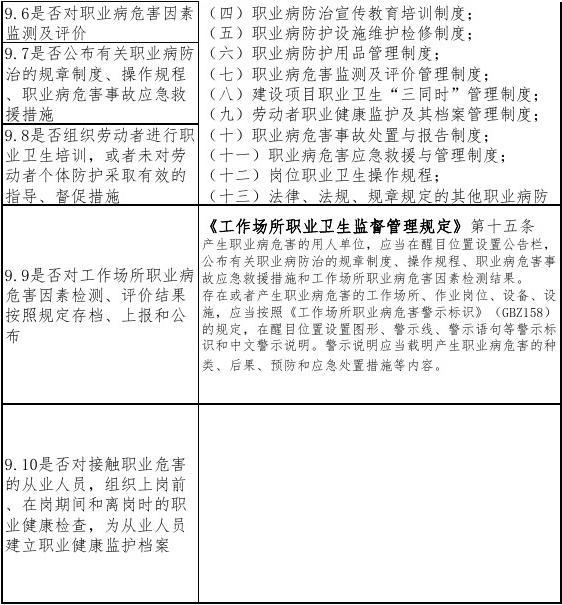 9.6是否对职业病危害因素
监测及评价
9.7是否公布有关职业病防
治的规章制度、操作规程
、职业病危害事故应急救
援措施
9.8是否组织劳动者进行职
业卫生培训，或者未对劳
动者个体防护采取有效的
指导、督促措施
（四）职业病防治宣传教育培训制度；
（五）职业病防护设施维护检修制度；
（六）职业病防护用品管理制度；
（七）职业病危害监测及评价管理制度；
（八）建设项目职业卫生“三同时”管理制度；
（九）劳动者职业健康监护及其档案管理制度；
（十）职业病危害事故处置与报告制度；
（十一）职业病危害应急救援与管理制度；
（十二）岗位职业卫生操作规程；
（十三）法律、法规、规章规定的其他职业病防
9.9是否对工作场所职业病
危害因素检测、评价结果
按照规定存档、上报和公
布
《工作场所职业卫生监督管理规定》第十五条
产生职业病危害的用人单位，应当在醒目位置设置公告栏，
公布有关职业病防治的规章制度、操作规程、职业病危害事
故应急救援措施和工作场所职业病危害因素检测结果。
存在或者产生职业病危害的工作场所、作业岗位、设备、设
施，应当按照《工作场所职业病危害警示标识》（GBZ158）
的规定，在醒目位置设置图形、警示线、警示语句等警示标
识和中文警示说明。警示说明应当载明产生职业病危害的种
类、后果、预防和应急处置措施等内容。
9.10是否对接触职业危害
的从业人员，组织上岗前
、在岗期间和离岗时的职
业健康检查，为从业人员
建立职业健康监护档案